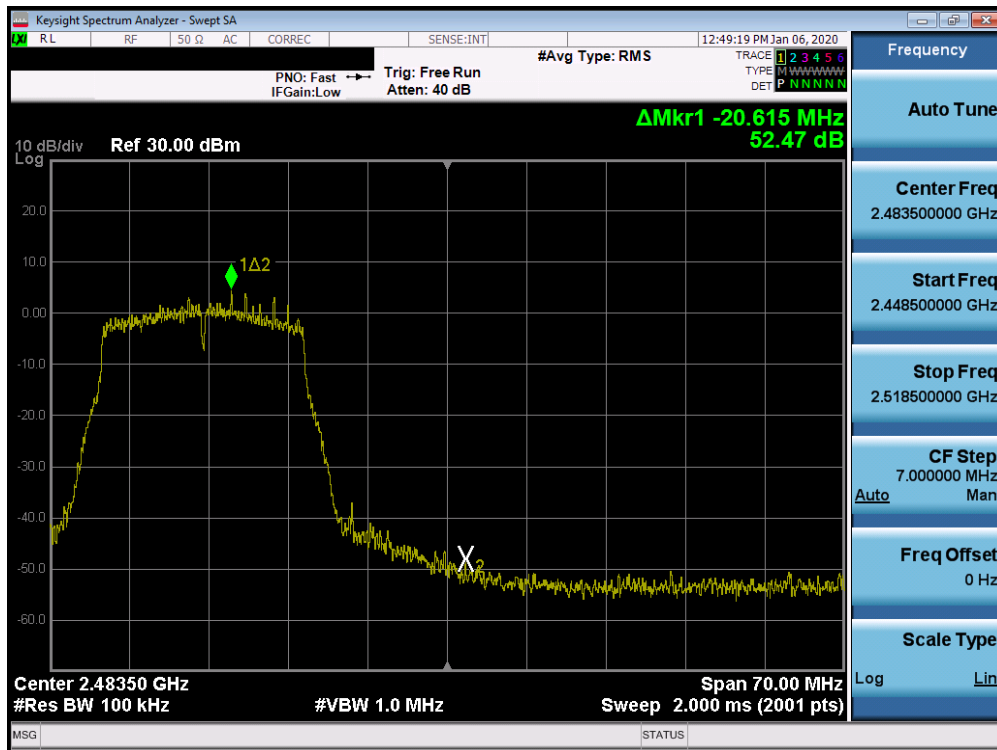 Keysight Spectrum Analyzer - Swept SA
LXI RL RF 50 Ω AC CORREC SENSE:INT 12:49:19 PM Jan 06, 2020
PNO: Fast Trig: Free Run #Avg Type: RMS TRACE 1 2 3 4 5 6
IFGain:Low Atten: 40 dB TYPE M WWWWW
DET P N N N N N
ΔMkr1 -20.615 MHz
52.47 dB
10 dB/div Ref 30.00 dBm
Log
20.0
10.0
0.00
-10.0
-20.0
-30.0
-40.0
-50.0
-60.0
1Δ2
X2
Center 2.48350 GHz Span 70.00 MHz
#Res BW 100 kHz #VBW 1.0 MHz Sweep 2.000 ms (2001 pts)
MSG STATUS
Frequency
Auto Tune
Center Freq
2.483500000 GHz
Start Freq
2.448500000 GHz
Stop Freq
2.518500000 GHz
CF Step
7.000000 MHz
Auto Man
Freq Offset
0 Hz
Scale Type
Log Lin